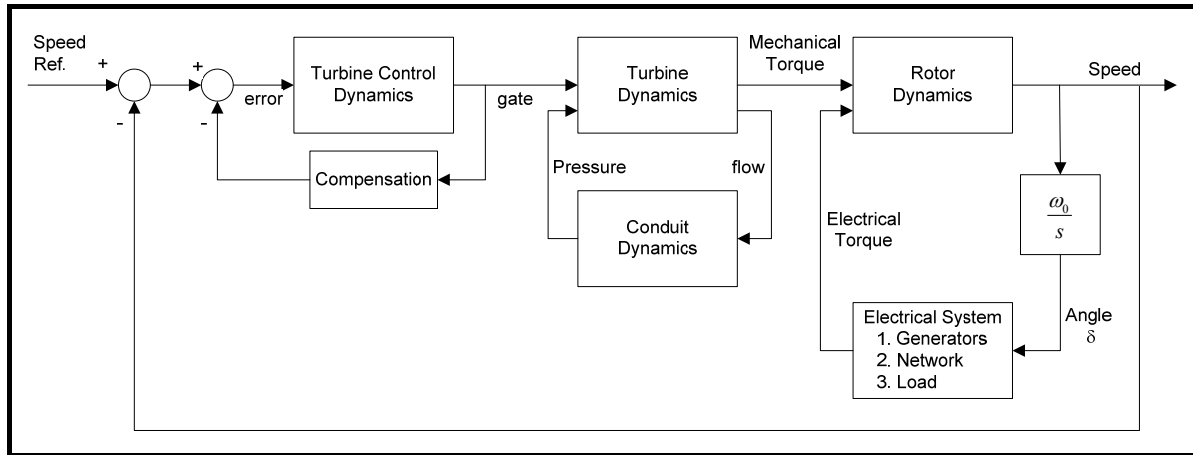 Speed
Ref.
+
-
+
-
error
Turbine Control
Dynamics
gate
Compensation
Turbine
Dynamics
Pressure
flow
Conduit
Dynamics
Mechanical
Torque
Rotor
Dynamics
Speed
ω₀
s
Electrical
Torque
Angle
δ
Electrical System
1. Generators
2. Network
3. Load